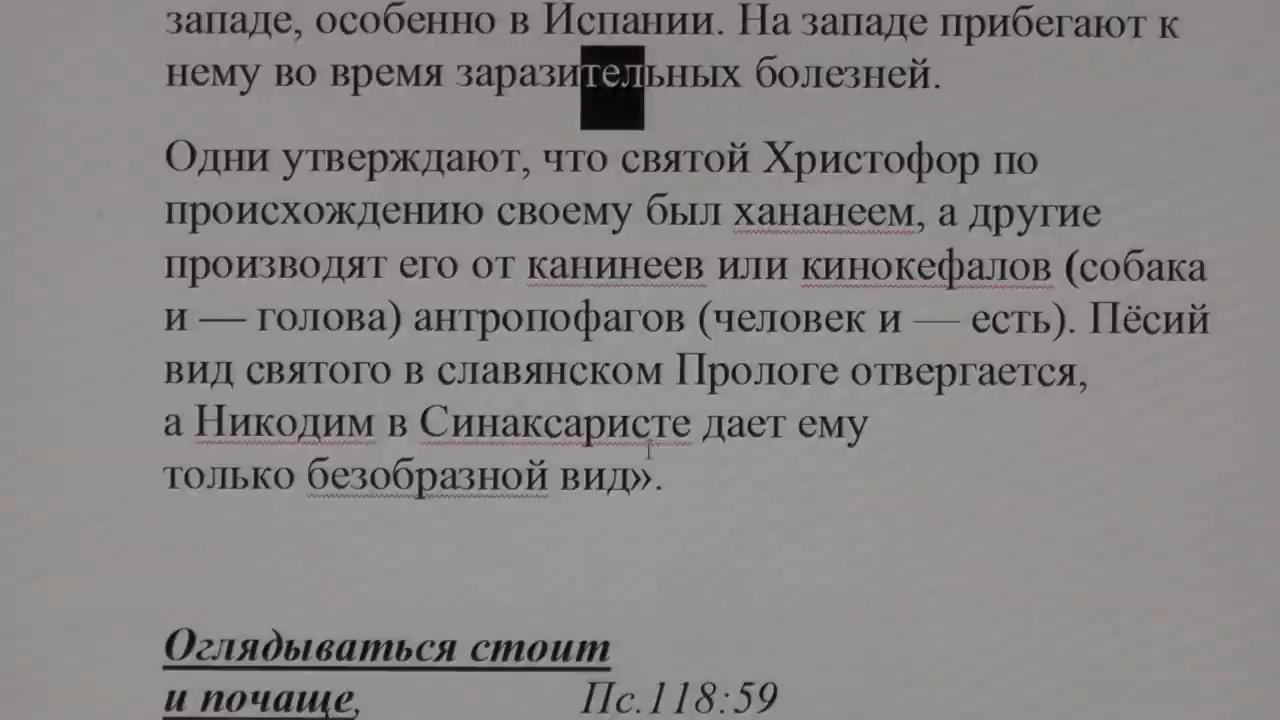 западе, особенно в Испании. На западе прибегают к
нему во время заразительных болезней.
Одни утверждают, что святой Христофор по
происхождению своему был хананеем, а другие
производят его от канинеев или кинокефалов (собака
и — голова) антропофагов (человек и — есть). Пёсий
вид святого в славянском Прологе отвергается,
а Никодим в Синаксаристе дает ему
только безобразной вид».
Оглядываться стоит
и почаще, Пс.118:59